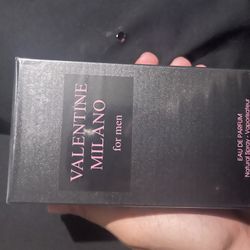 VALENTINE
MILANO
for men
EAU DE PARFUM
Natural Spray - Vaporisateur